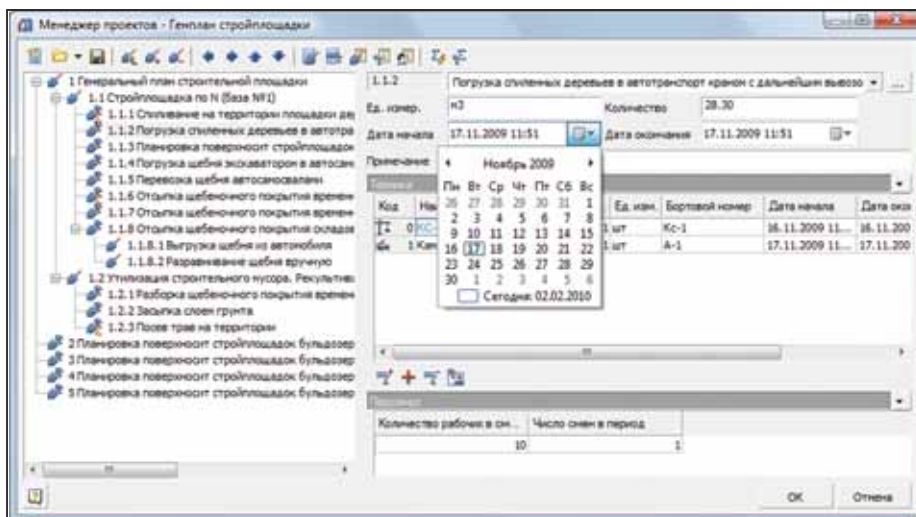 Менеджер проектов - Генплан стройплощадки
1 Генеральный план строительной площадки
1.1 Стройплощадка по N (База №1)
1.1.1 Спиливание на территории площадки де
1.1.2 Погрузка спиленных деревьев в автотра
1.1.3 Планировка поверхносит стройплощадок
1.1.4 Погрузка щебня экскаватором в автосам
1.1.5 Перевозка щебня автосамосвалами
1.1.6 Отсыпка щебеночного покрытия времен
1.1.7 Отсыпка щебеночного покрытия времен
1.1.8 Отсыпка щебеночного покрытия складов
1.1.8.1 Выгрузка щебня из автомобиля
1.1.8.2 Разравнивание щебня вручную
1.2 Утилизация строительного мусора. Рекультив
1.2.1 Разборка щебеночного покрытия времен
1.2.2 Засыпка слоем грунта
1.2.3 Посев трав на территории
2 Планировка поверхносит стройплощадок бульдозер
3 Планировка поверхносит стройплощадок бульдозер
4 Планировка поверхносит стройплощадок бульдозер
5 Планировка поверхносит стройплощадок бульдозер
1.1.2 Погрузка спиленных деревьев в автотранспорт краном с дальнейшим вывозо ...
Ед. измер. м3 Количество 28.30
Дата начала 17.11.2009 11:51 Дата окончания 17.11.2009 11:51
Примечание
Ноябрь 2009
Пн Вт Ср Чт Пт Сб Вс
26 27 28 29 30 31 1
2 3 4 5 6 7 8
9 10 11 12 13 14 15
16 17 18 19 20 21 22
23 24 25 26 27 28 29
30 1 2 3 4 5 6
Сегодня: 02.02.2010
Код Наи Ед. изм. Бортовой номер Дата начала Дата окон
0 КС- 1 шт Кс-1 16.11.2009 11... 16.11.200
1 Кам 1 шт А-1 17.11.2009 11... 17.11.200
Количество рабочих в см... Число смен в период
10 1
OK Отмена